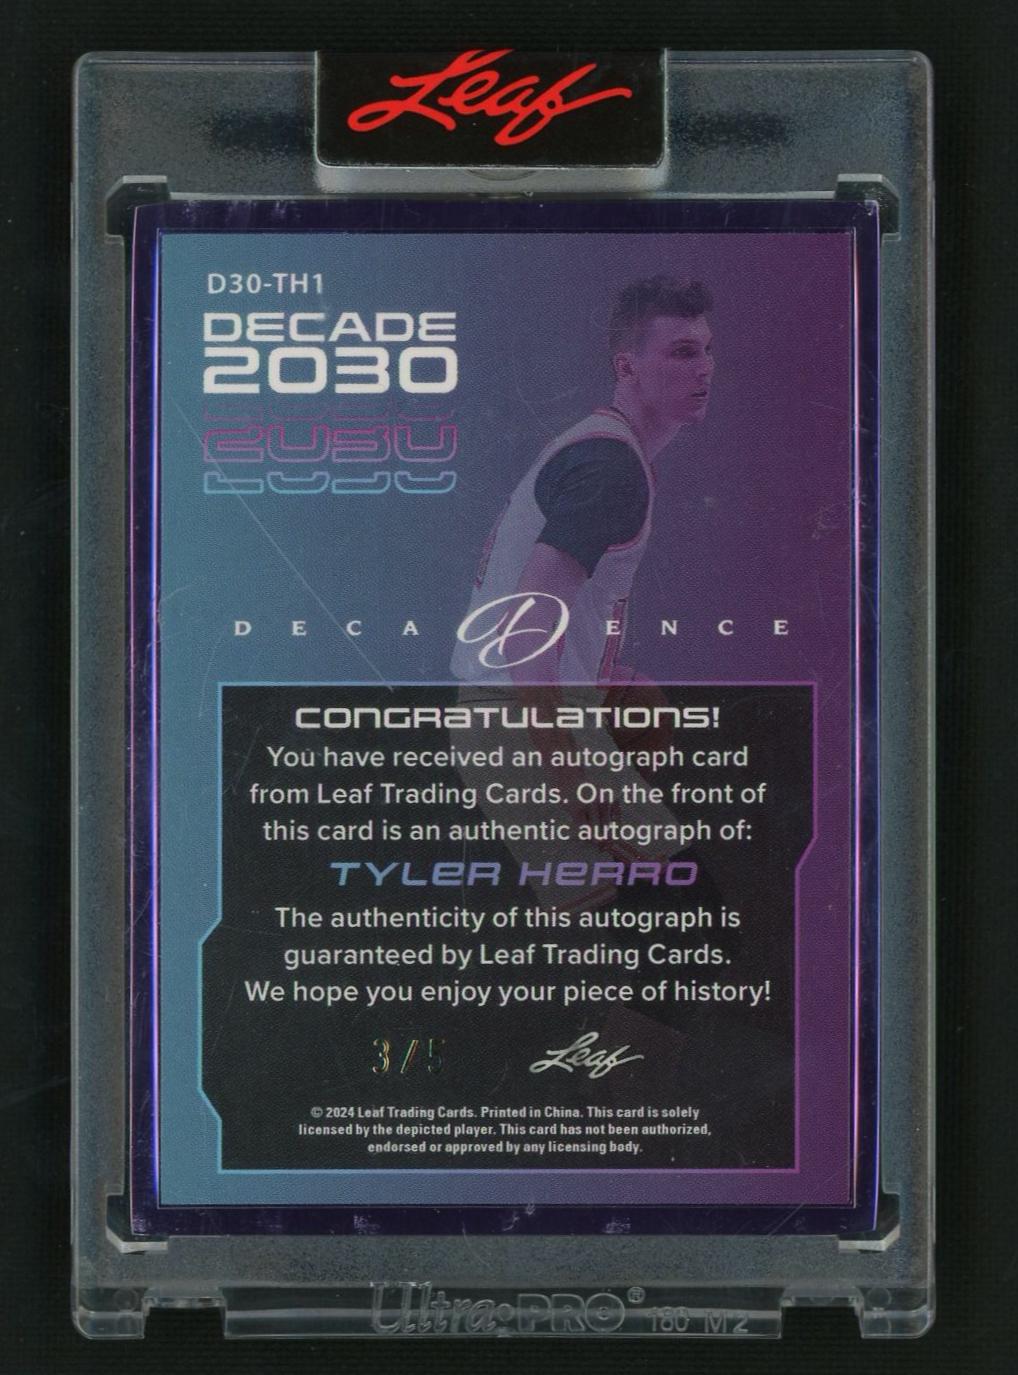 Leaf
D30-TH1
DECADE
2030
2030
2030
DECADENCE
CONGRATULATIONS!
You have received an autograph card
from Leaf Trading Cards. On the front of
this card is an authentic autograph of:
TYLER HERRO
The authenticity of this autograph is
guaranteed by Leaf Trading Cards.
We hope you enjoy your piece of history!
3/5 Leaf
© 2024 Leaf Trading Cards. Printed in China. This card is solely
licensed by the depicted player. This card has not been authorized,
endorsed or approved by any licensing body.
Ultra•PRO® 180 M2